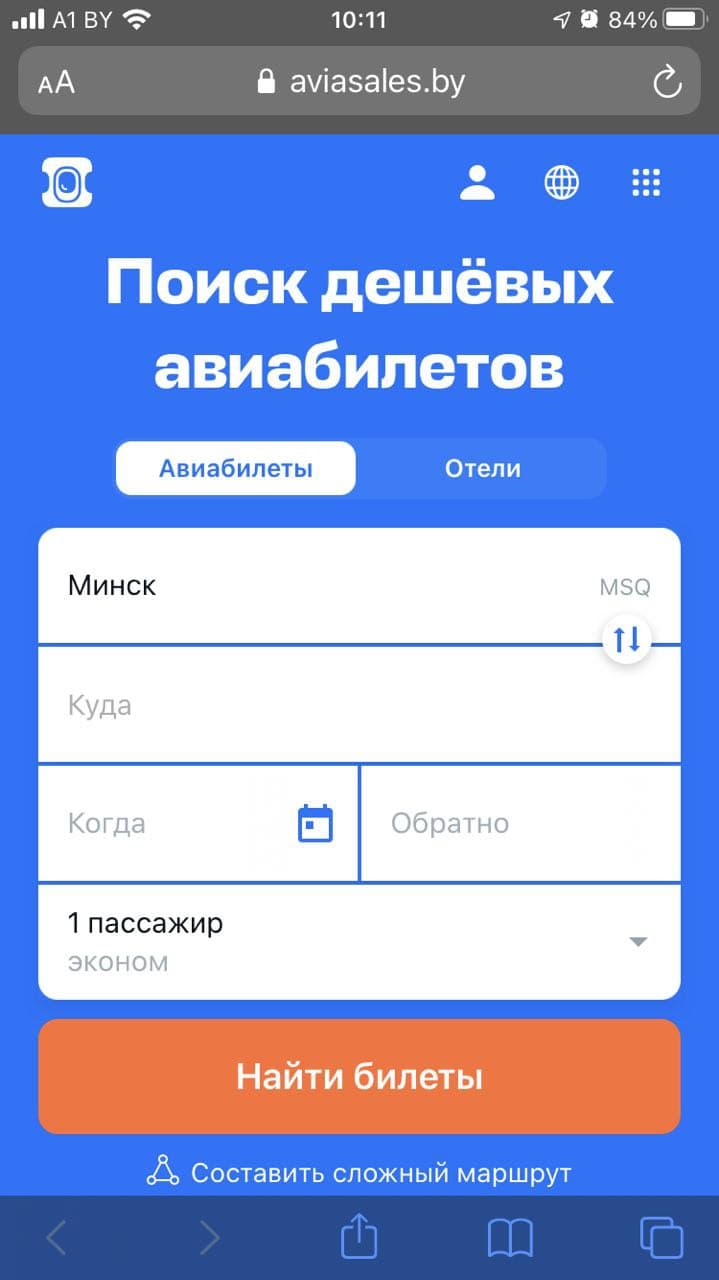 A1 BY 10:11 84%
AA aviasales.by
Поиск дешёвых
авиабилетов
Авиабилеты Отели
Минск MSQ
Куда
Когда Обратно
1 пассажир
эконом
Найти билеты
Составить сложный маршрут